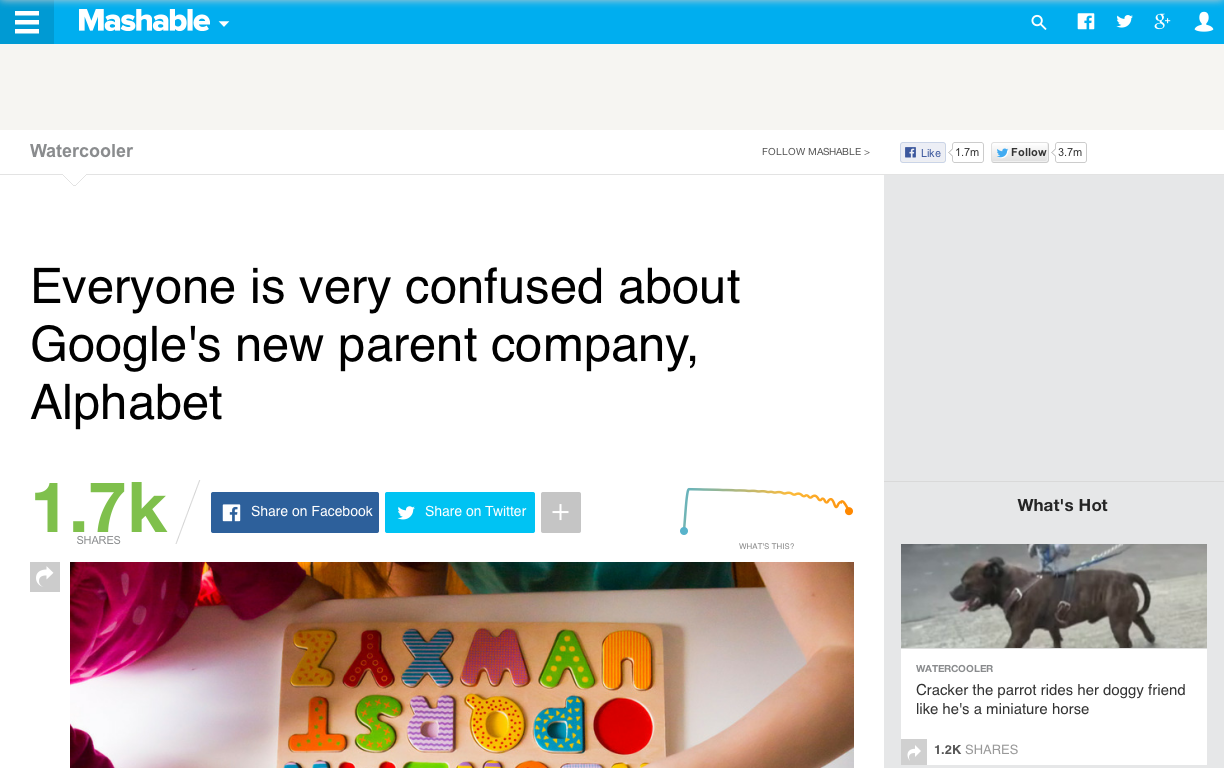 Mashable
Watercooler
FOLLOW MASHABLE >
Like
1.7m
Follow
3.7m
Everyone is very confused about
Google's new parent company,
Alphabet
1.7k
SHARES
Share on Facebook
Share on Twitter
WHAT'S THIS?
What's Hot
WATERCOOLER
Cracker the parrot rides her doggy friend
like he's a miniature horse
1.2K SHARES